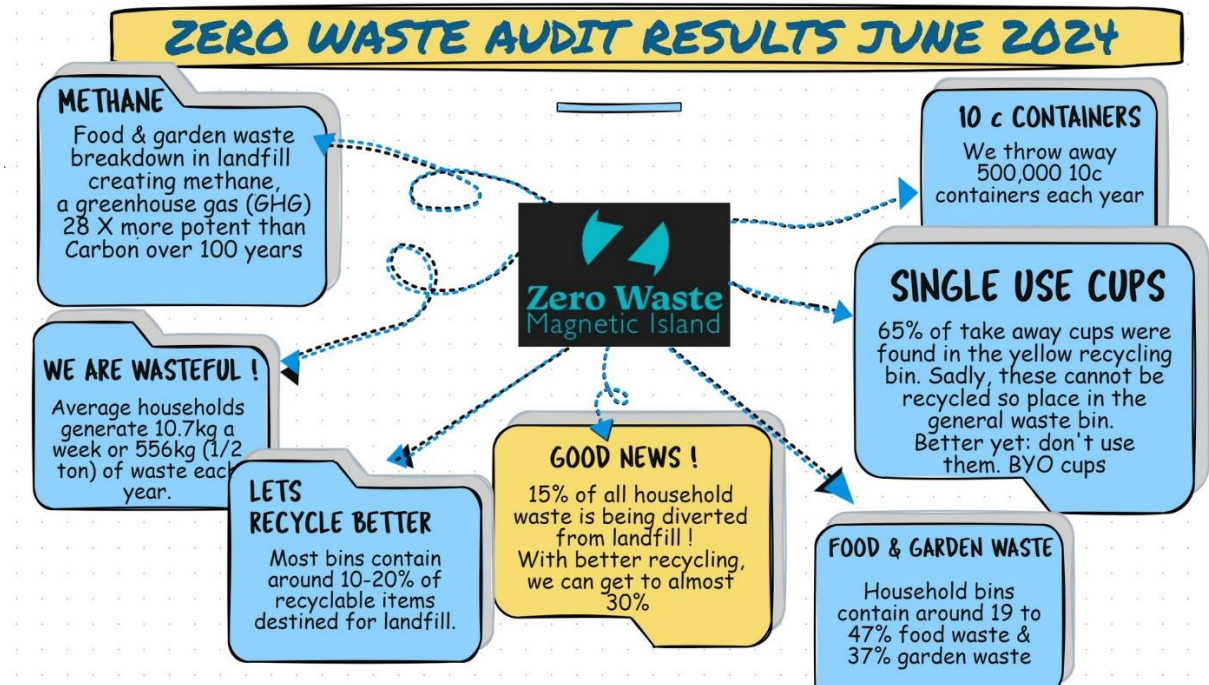 ZERO WASTE AUDIT RESULTS JUNE 2024
METHANE
Food & garden waste
breakdown in landfill
creating methane,
a greenhouse gas (GHG)
28 X more potent than
Carbon over 100 years
10 c CONTAINERS
We throw away
500,000 10c
containers each year
Zero Waste
Magnetic Island
SINGLE USE CUPS
65% of take away cups were
found in the yellow recycling
bin. Sadly, these cannot be
recycled so place in the
general waste bin.
Better yet: don't use
them. BYO cups
WE ARE WASTEFUL !
Average households
generate 10.7kg a
week or 556kg (1/2
ton) of waste each
year.
LETS
RECYCLE BETTER
Most bins contain
around 10-20% of
recyclable items
destined for landfill.
GOOD NEWS !
15% of all household
waste is being diverted
from landfill !
With better recycling,
we can get to almost
30%
FOOD & GARDEN WASTE
Household bins
contain around 19 to
47% food waste &
37% garden waste